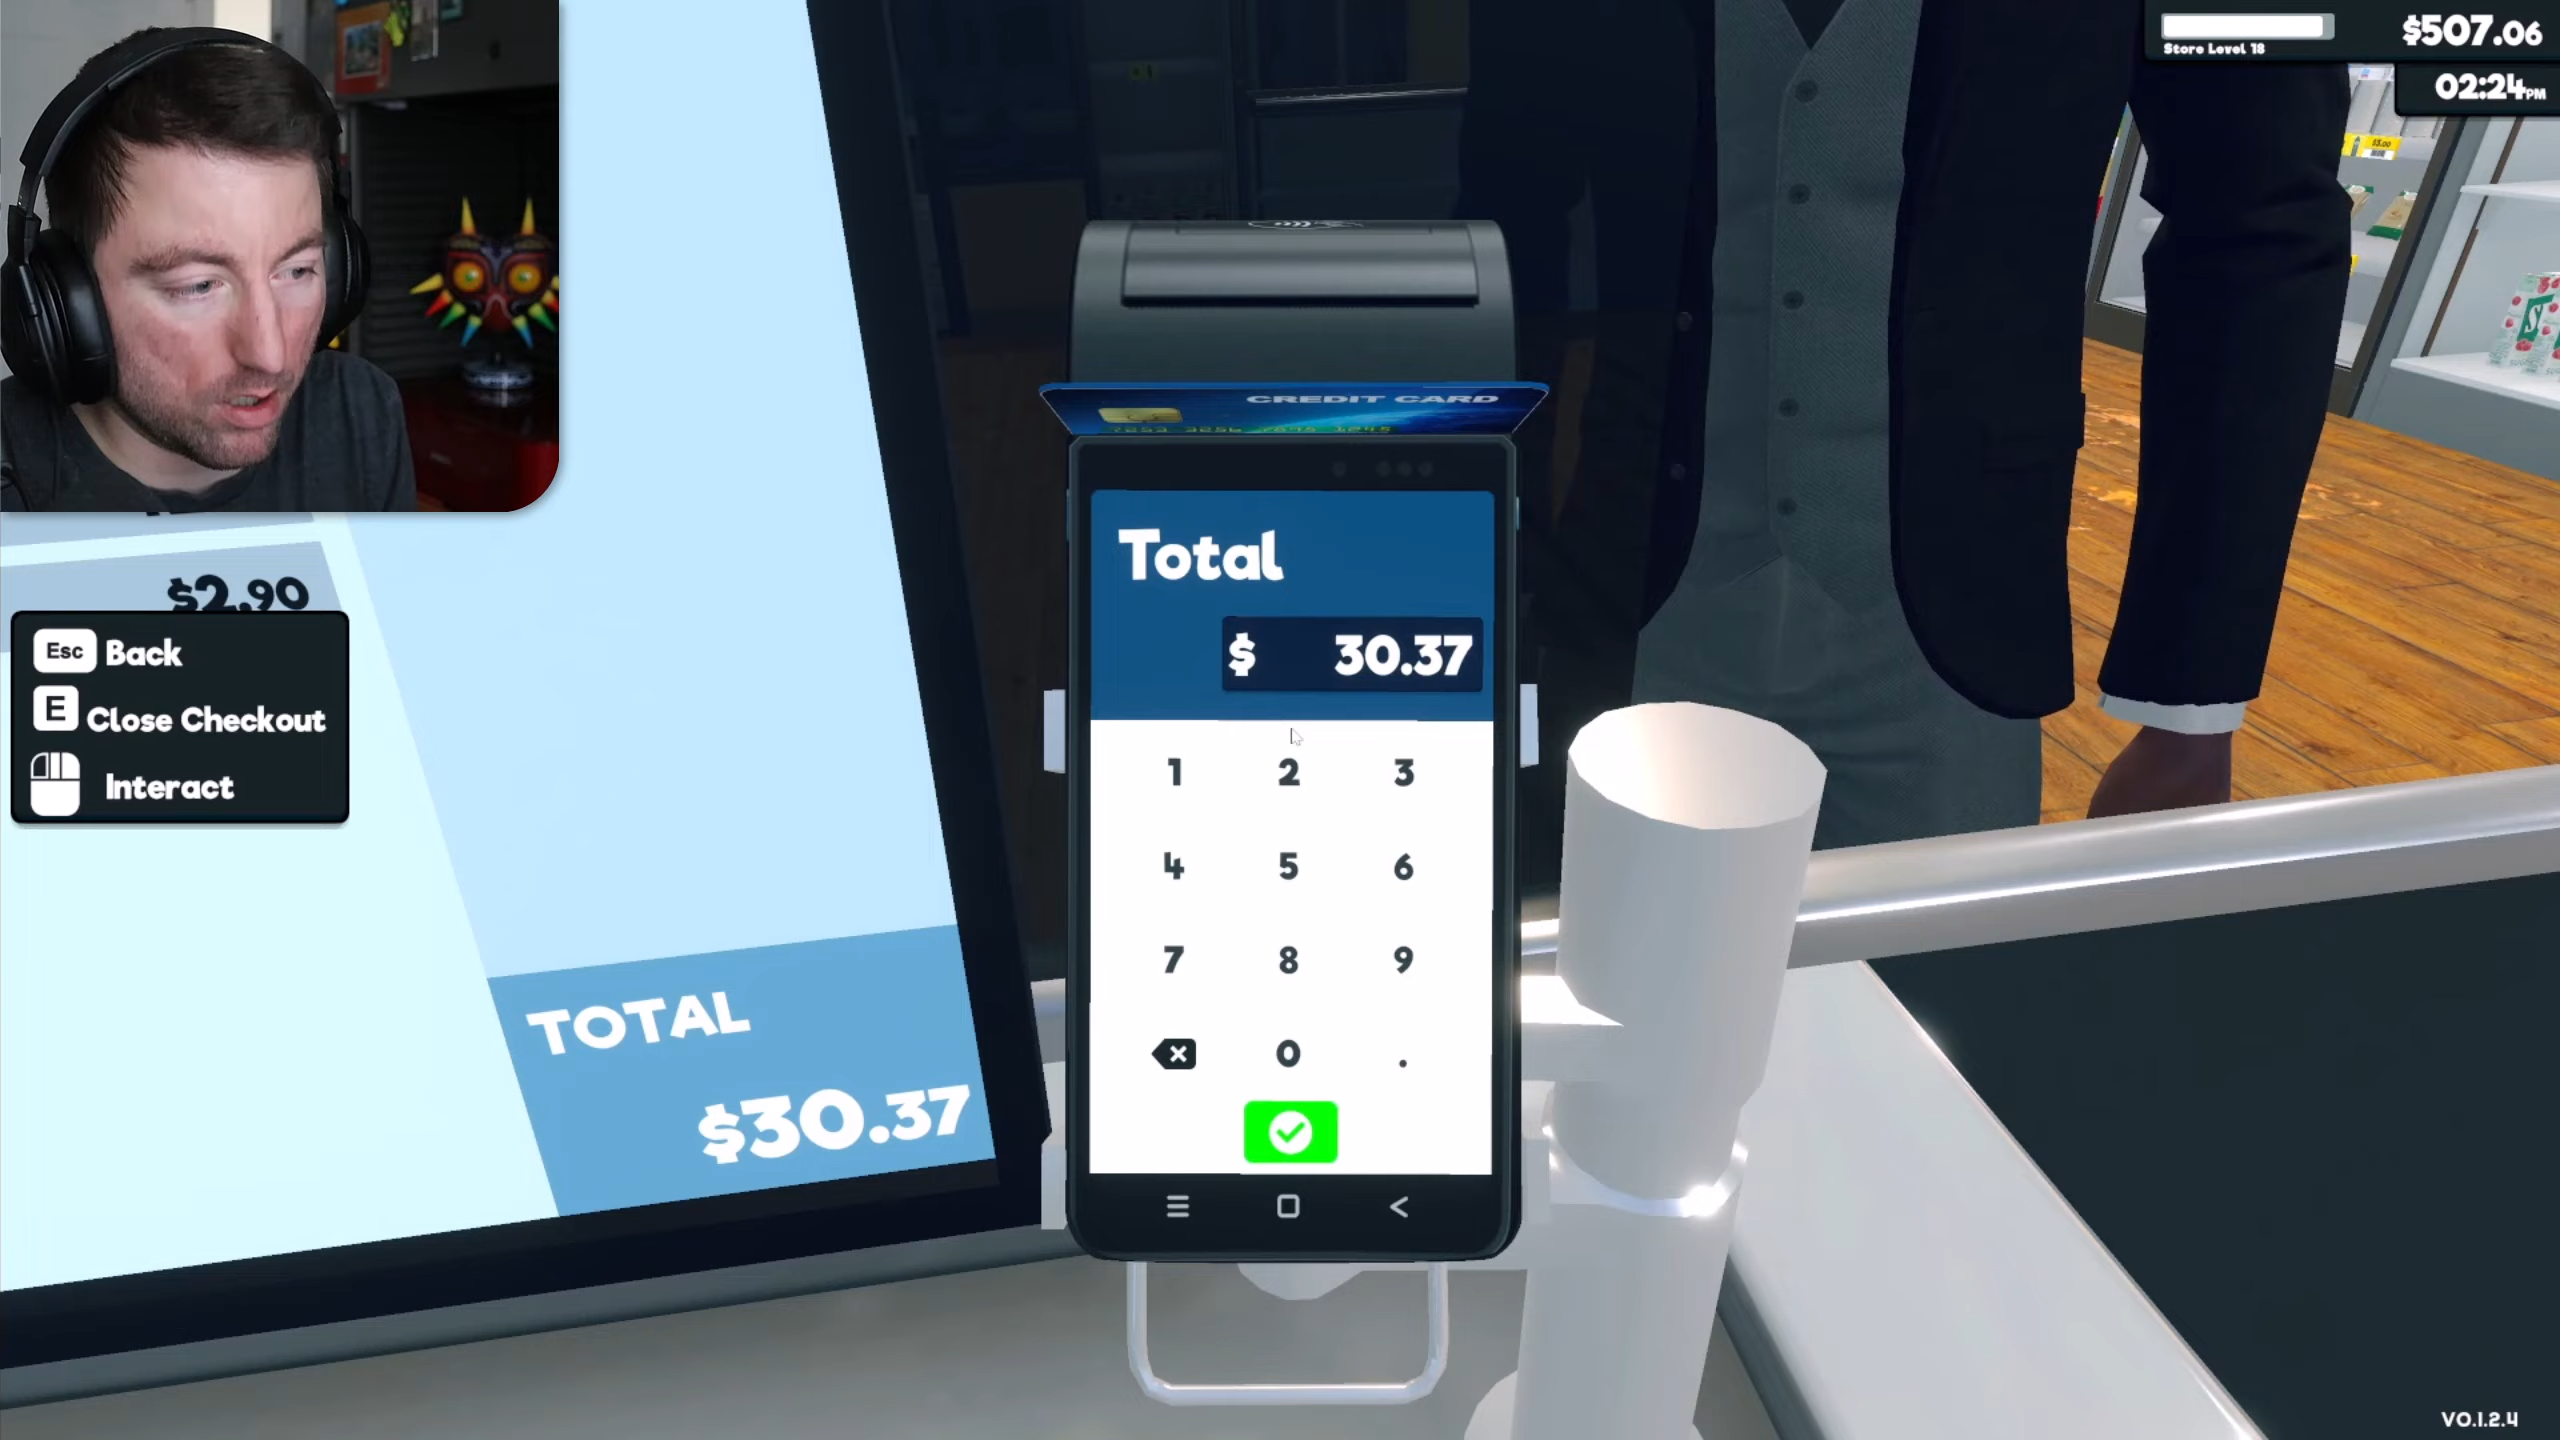 $507.06
Store Level 18
02:24PM
$2.90
Esc Back
E Close Checkout
Interact
CREDIT CARD
Total
$ 30.37
1 2 3
4 5 6
7 8 9
0 .
TOTAL
$30.37
V0.1.2.4